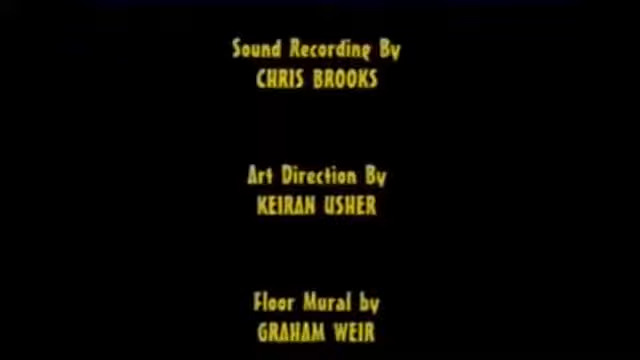 Sound Recording By
CHRIS BROOKS
Art Direction By
KEIRAN USHER
Floor Mural by
GRAHAM WEIR